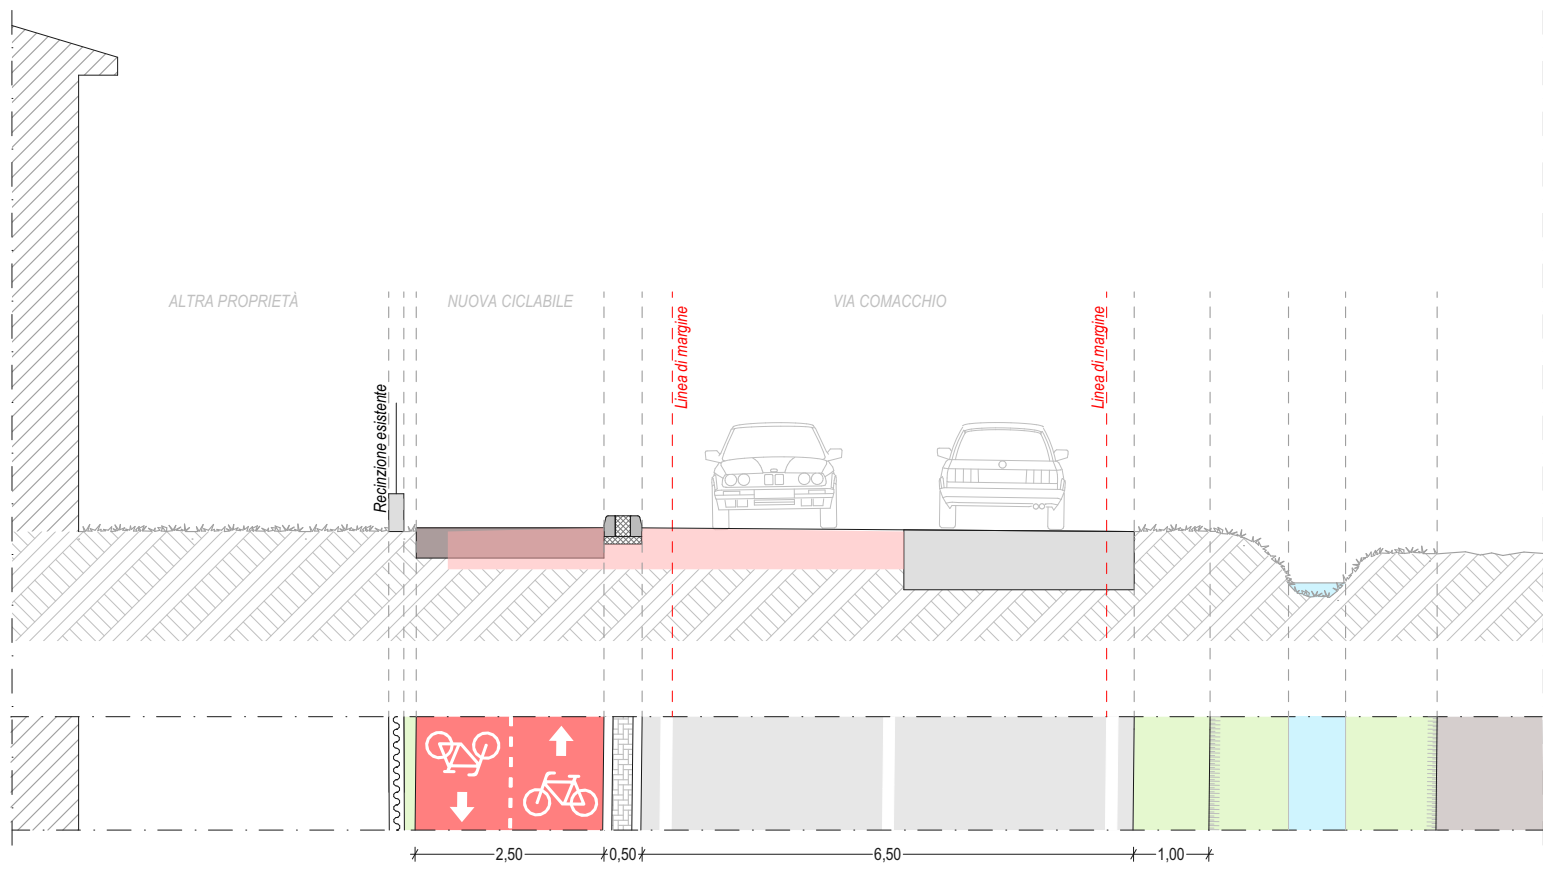 ALTRA PROPRIETÀ
NUOVA CICLABILE
VIA COMACCHIO
Linea di margine
Linea di margine
Recinzione esistente
2,50
0,50
6,50
1,00